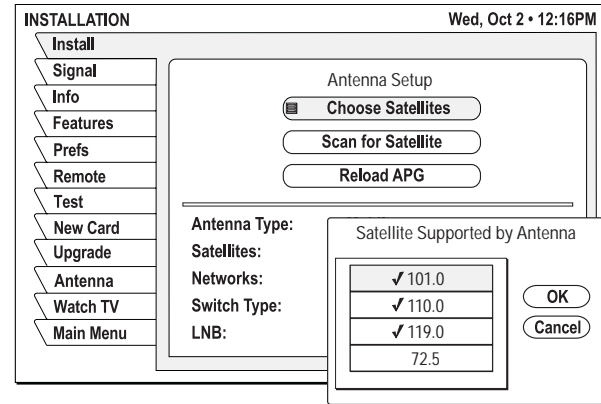 INSTALLATION
Wed, Oct 2 • 12:16PM
Install
Signal
Info
Features
Prefs
Remote
Test
New Card
Upgrade
Antenna
Watch TV
Main Menu
Antenna Setup
Choose Satellites
Scan for Satellite
Reload APG
Antenna Type:
Satellites:
Networks:
Switch Type:
LNB:
Satellite Supported by Antenna
✓ 101.0
✓ 110.0
✓ 119.0
72.5
OK
Cancel